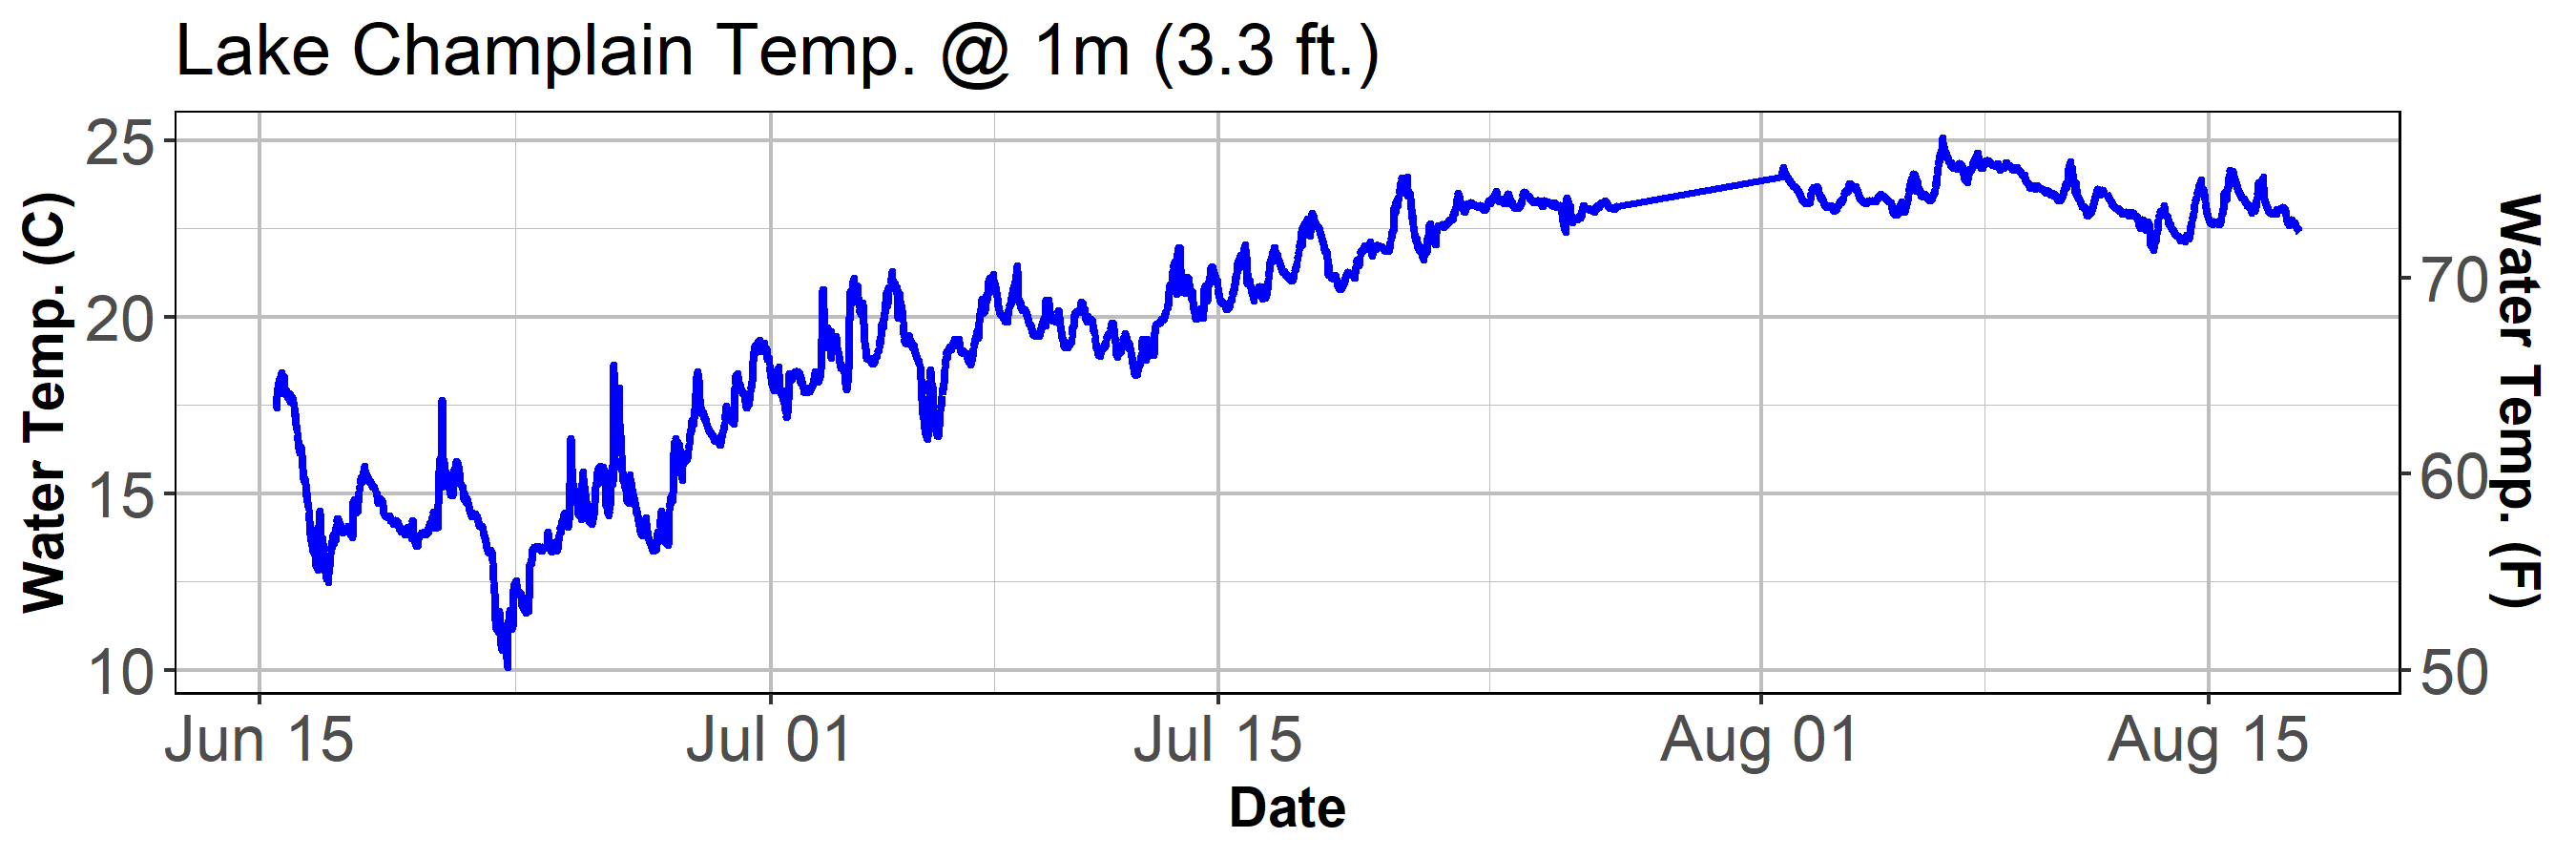 Lake Champlain Temp. @ 1m (3.3 ft.)
Water Temp. (C)
25
20
15
10
70
60
50
Water Temp. (F)
Jun 15
Jul 01
Jul 15
Aug 01
Aug 15
Date